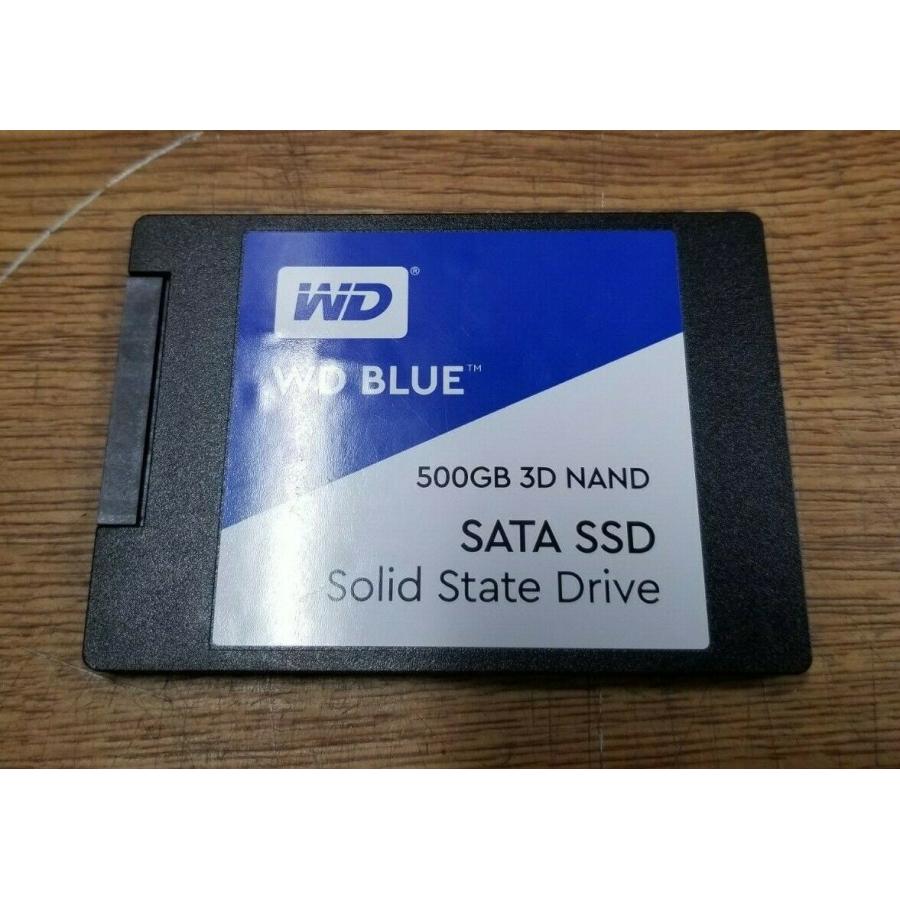 WD®
WD BLUE™
500GB 3D NAND
SATA SSD
Solid State Drive